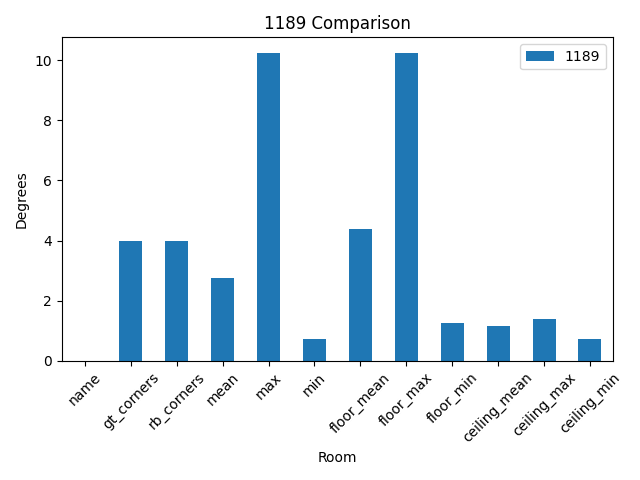 1189 Comparison
1189
Degrees
10
8
6
4
2
0
name
gt_corners
rb_corners
mean
max
min
floor_mean
floor_max
floor_min
ceiling_mean
ceiling_max
ceiling_min
Room